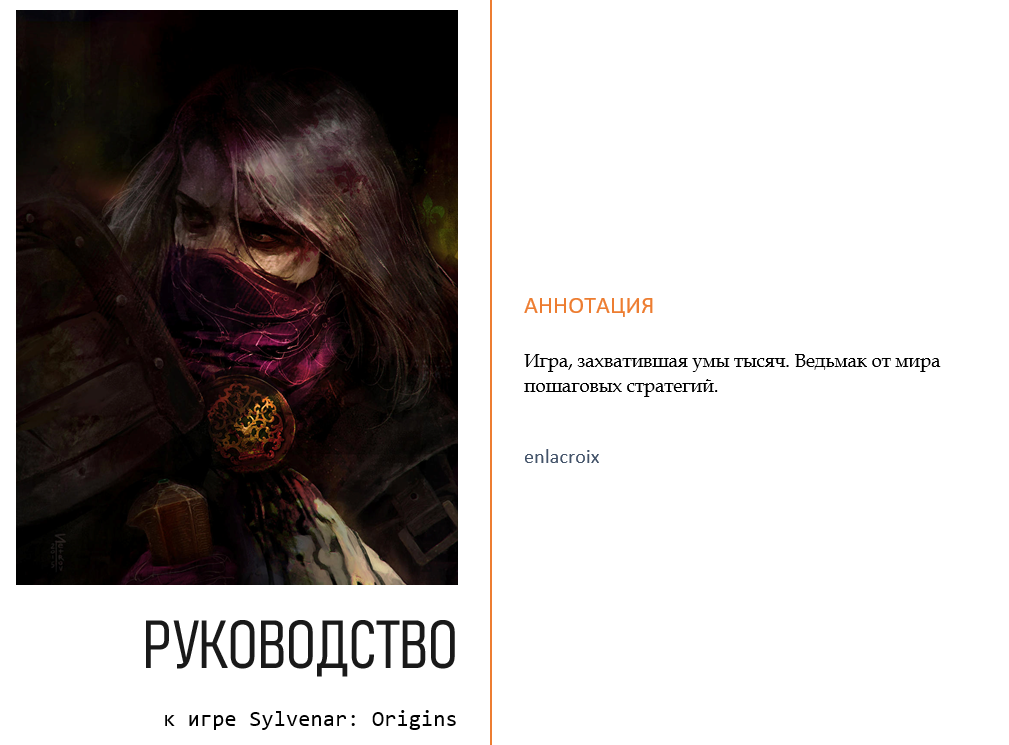 РУКОВОДСТВО
к игре Sylvenar: Origins
АННОТАЦИЯ
Игра, захватившая умы тысяч. Ведьмак от мира
пошаговых стратегий.
enlacroix